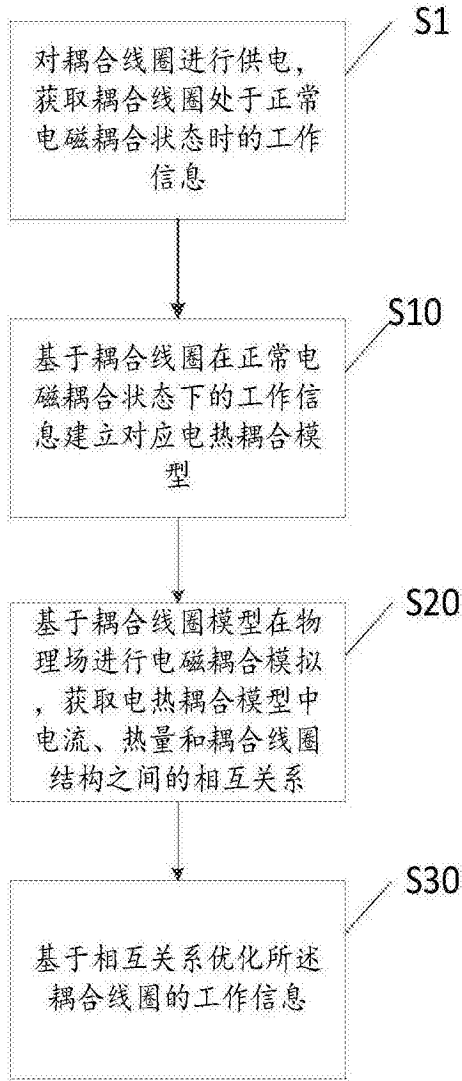 S1
对耦合线圈进行供电，
获取耦合线圈处于正常
电磁耦合状态时的工作
信息
S10
基于耦合线圈在正常电
磁耦合状态下的工作信
息建立对应电热耦合模
型
S20
基于耦合线圈模型在物
理场进行电磁耦合模拟
，获取电热耦合模型中
电流、热量和耦合线圈
结构之间的相互关系
S30
基于相互关系优化所述
耦合线圈的工作信息